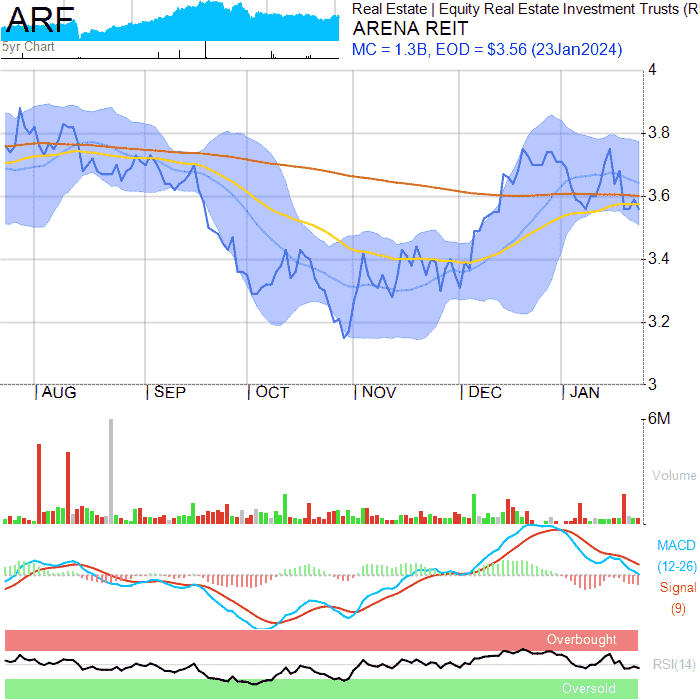 ARF
5yr Chart
Real Estate | Equity Real Estate Investment Trusts (R
ARENA REIT
MC = 1.3B, EOD = $3.56 (23Jan2024)
4
3.8
3.6
3.4
3.2
3
AUG SEP OCT NOV DEC JAN
6M
Volume
MACD
(12-26)
Signal
(9)
Overbought
RSI(14)
Oversold